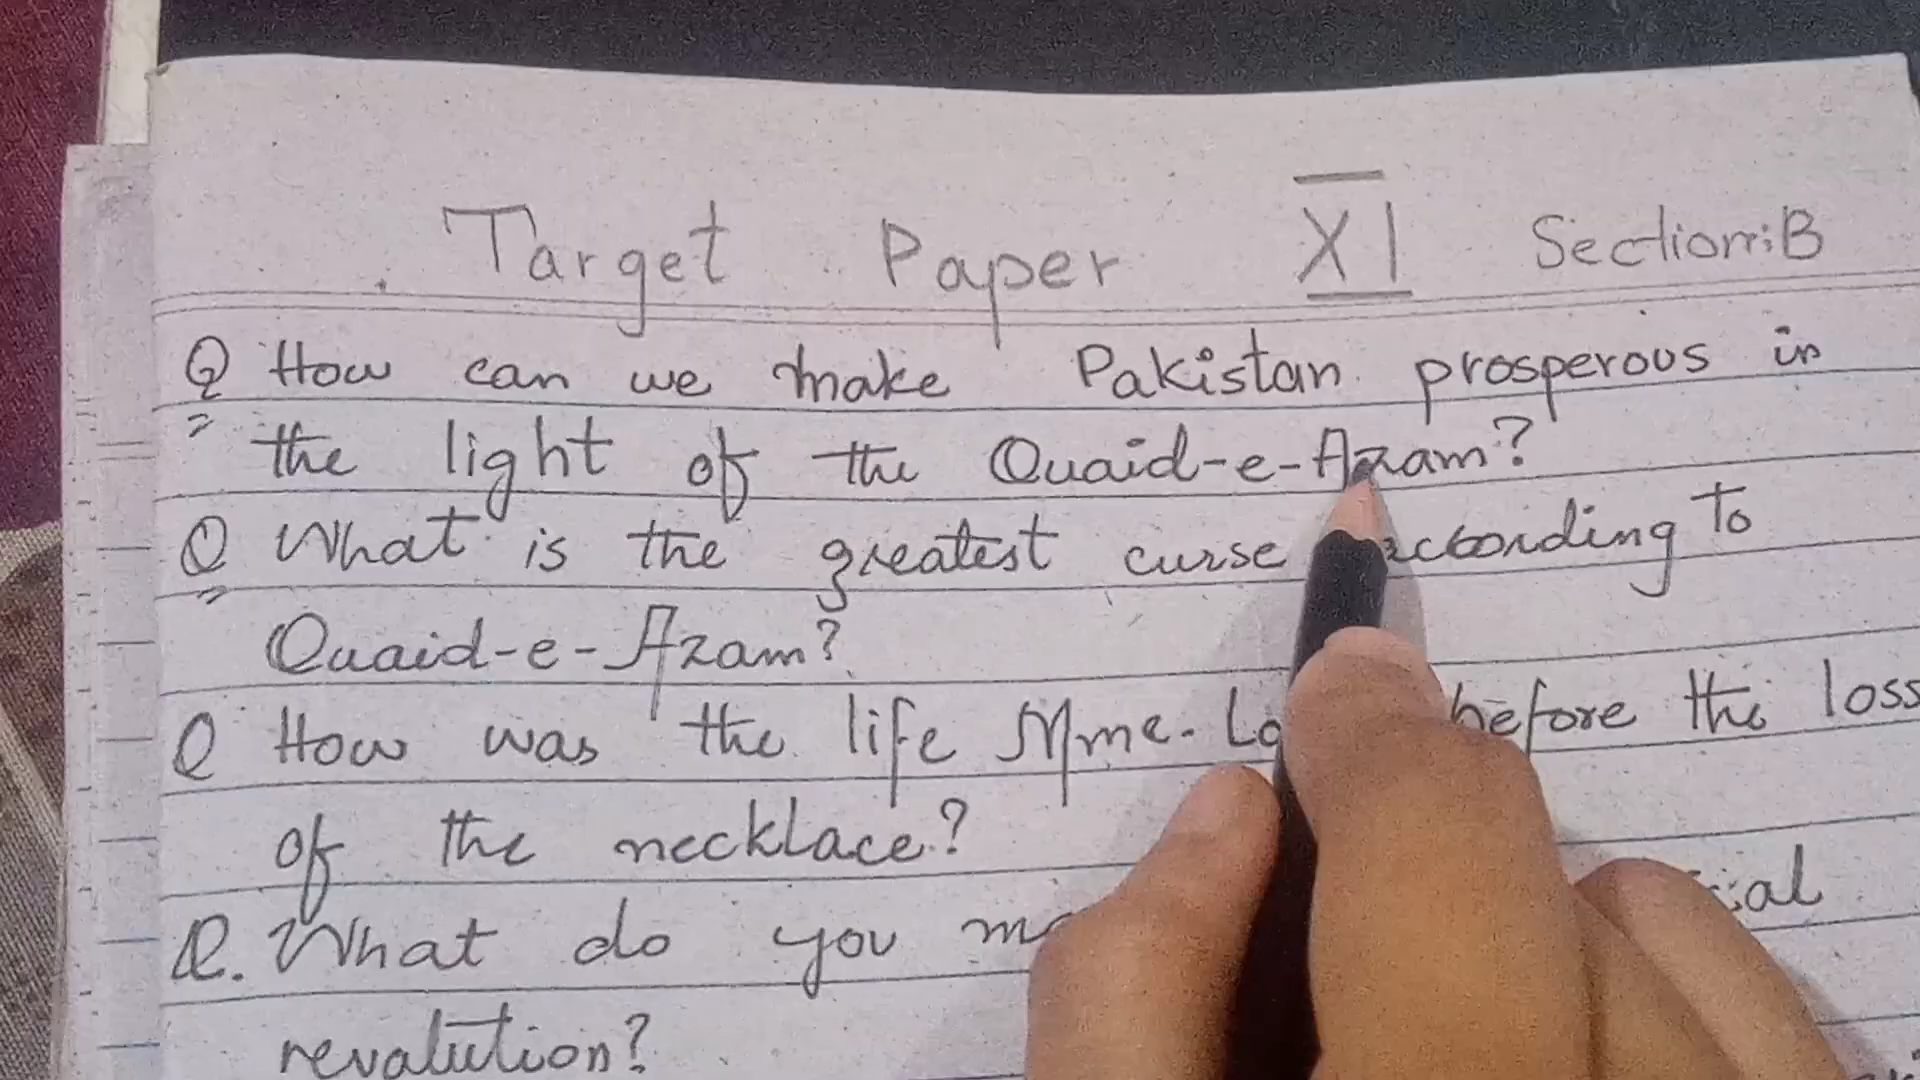 Target Paper XI Section:B
Q How can we make Pakistan prosperous in
the light of the Quaid-e-Azam?
Q What is the greatest curse according to
Quaid-e-Azam?
Q How was the life Mme. before the loss
of the necklace?
Q. What do you
revalution?